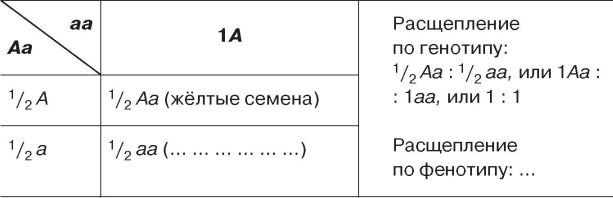 aa
Aa
1A
1/2 A
1/2 Aa (жёлтые семена)
1/2 a
1/2 aa (... ... ... ... ... ...)
Расщепление
по генотипу:
1/2 Aa : 1/2 aa, или 1Aa :
: 1aa, или 1 : 1
Расщепление
по фенотипу: ...